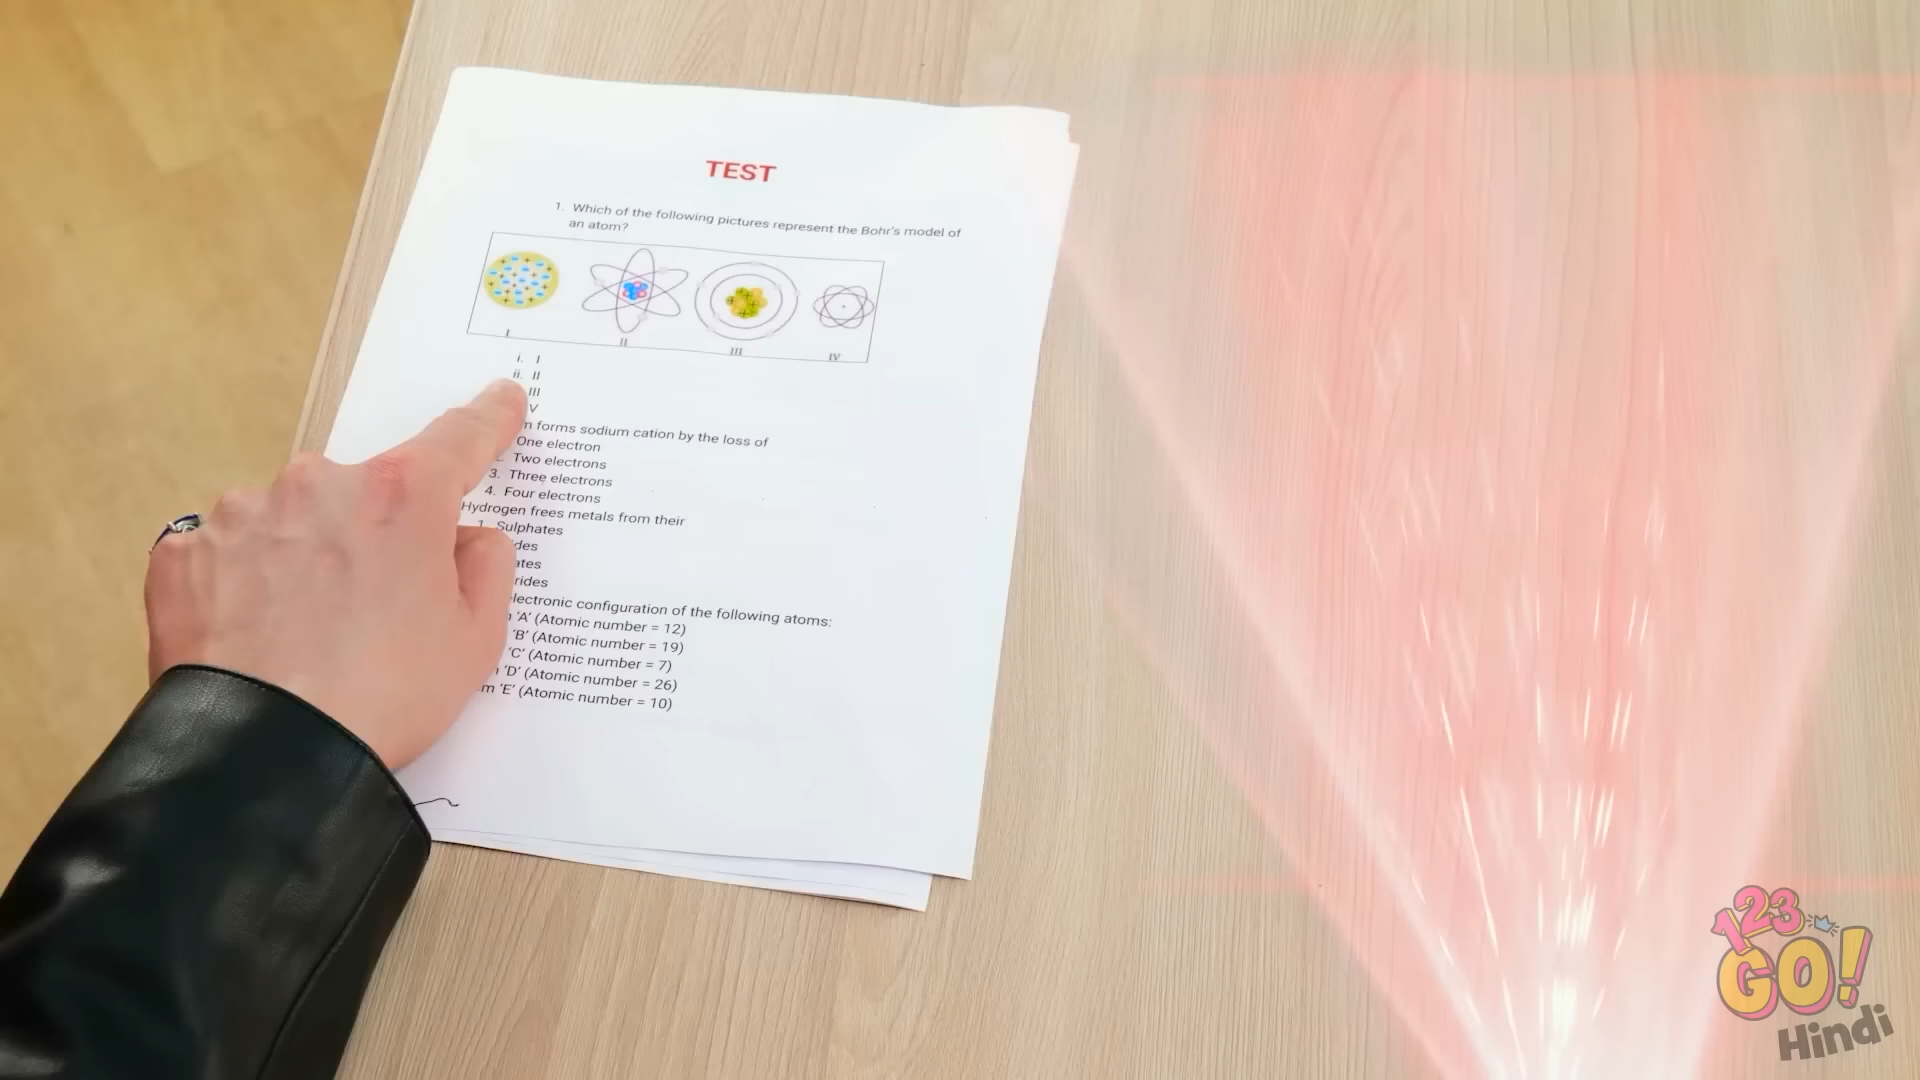 TEST
1. Which of the following pictures represent the Bohr's model of
an atom?
I II III IV
i. I
ii. II
III
V
n forms sodium cation by the loss of
One electron
Two electrons
3. Three electrons
4. Four electrons
Hydrogen frees metals from their
1. Sulphates
ides
ates
rides
electronic configuration of the following atoms:
'A' (Atomic number = 12)
'B' (Atomic number = 19)
'C' (Atomic number = 7)
'D' (Atomic number = 26)
m 'E' (Atomic number = 10)
123
GO!
Hindi